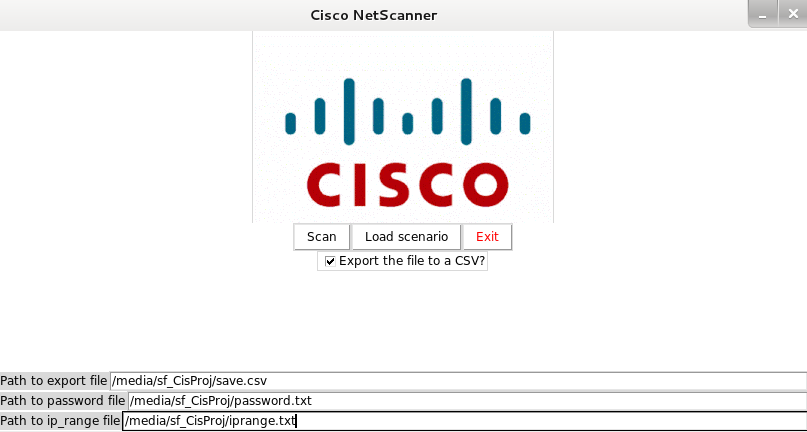 Cisco NetScanner
CISCO
Scan Load scenario Exit
Export the file to a CSV?
Path to export file /media/sf_CisProj/save.csv
Path to password file /media/sf_CisProj/password.txt
Path to ip_range file /media/sf_CisProj/iprange.txt